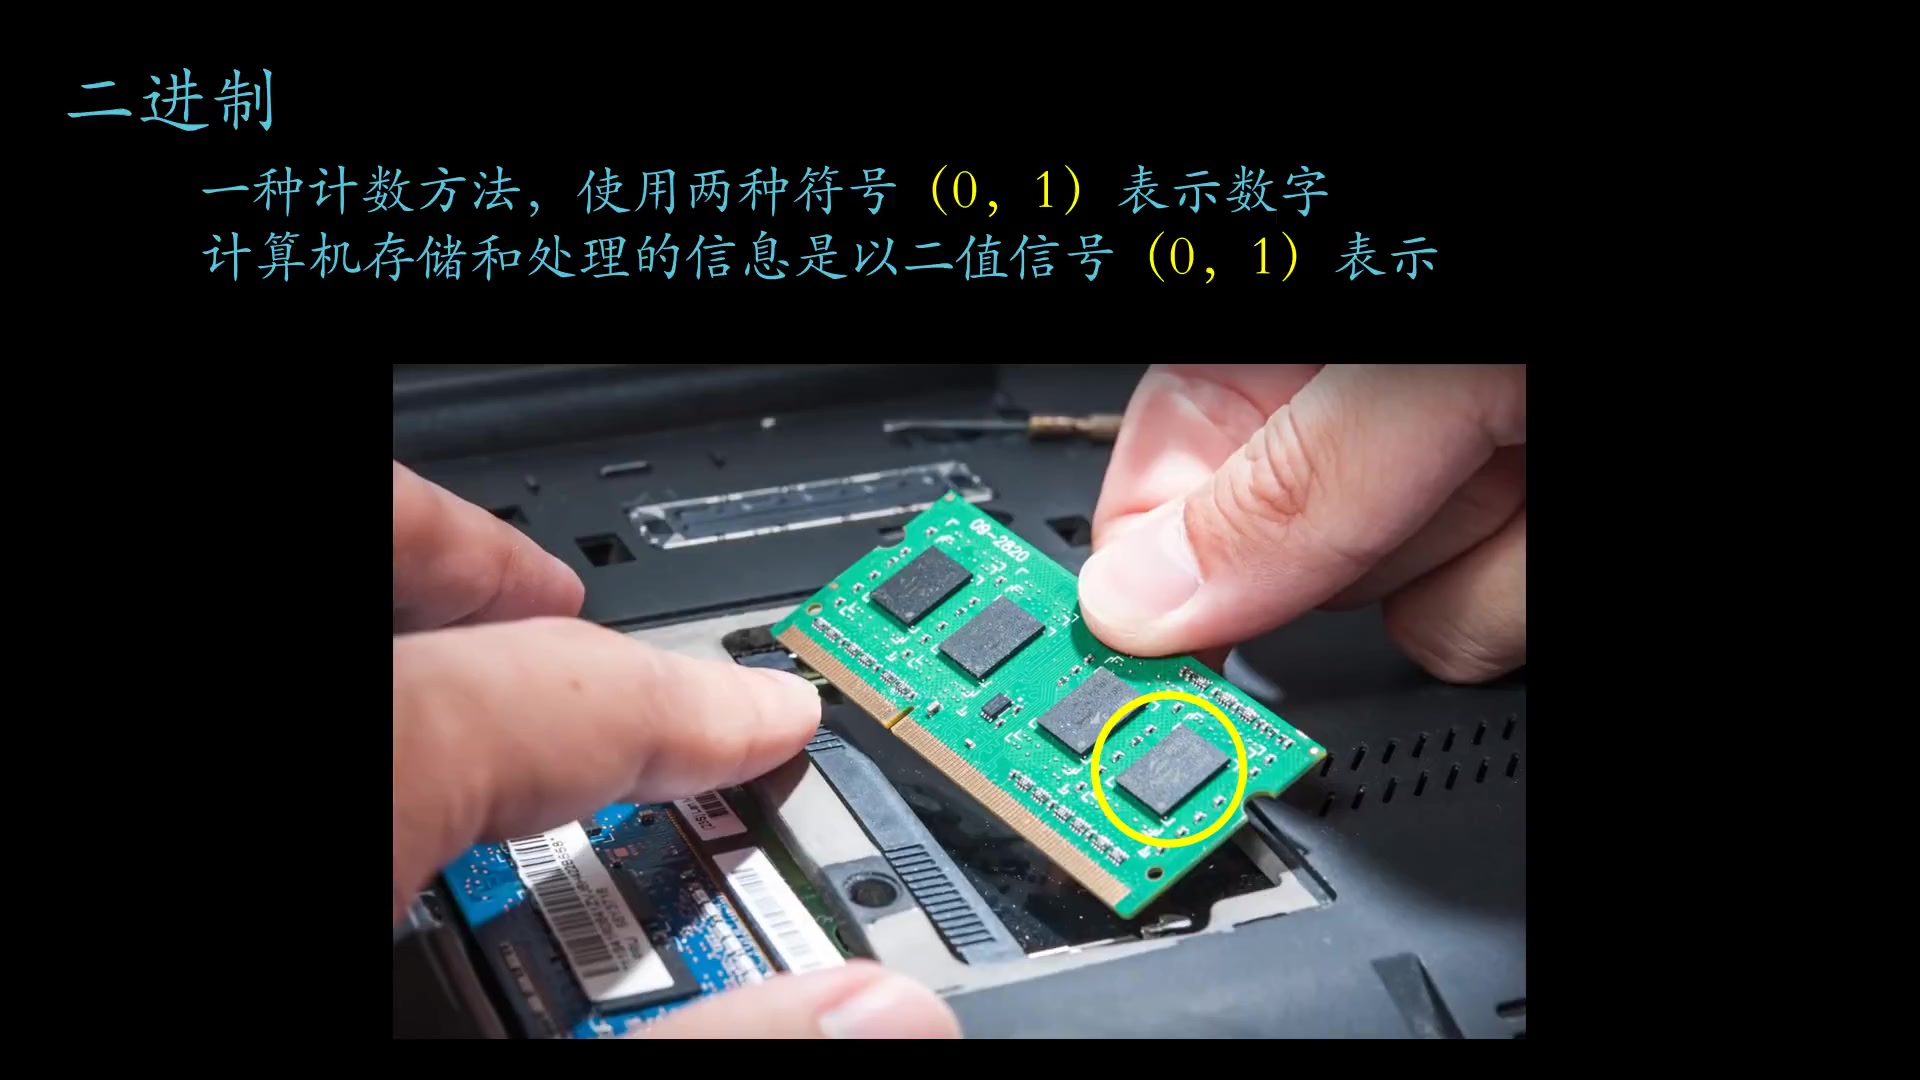 二进制
一种计数方法，使用两种符号（0，1）表示数字
计算机存储和处理的信息是以二值信号（0，1）表示
09-2820